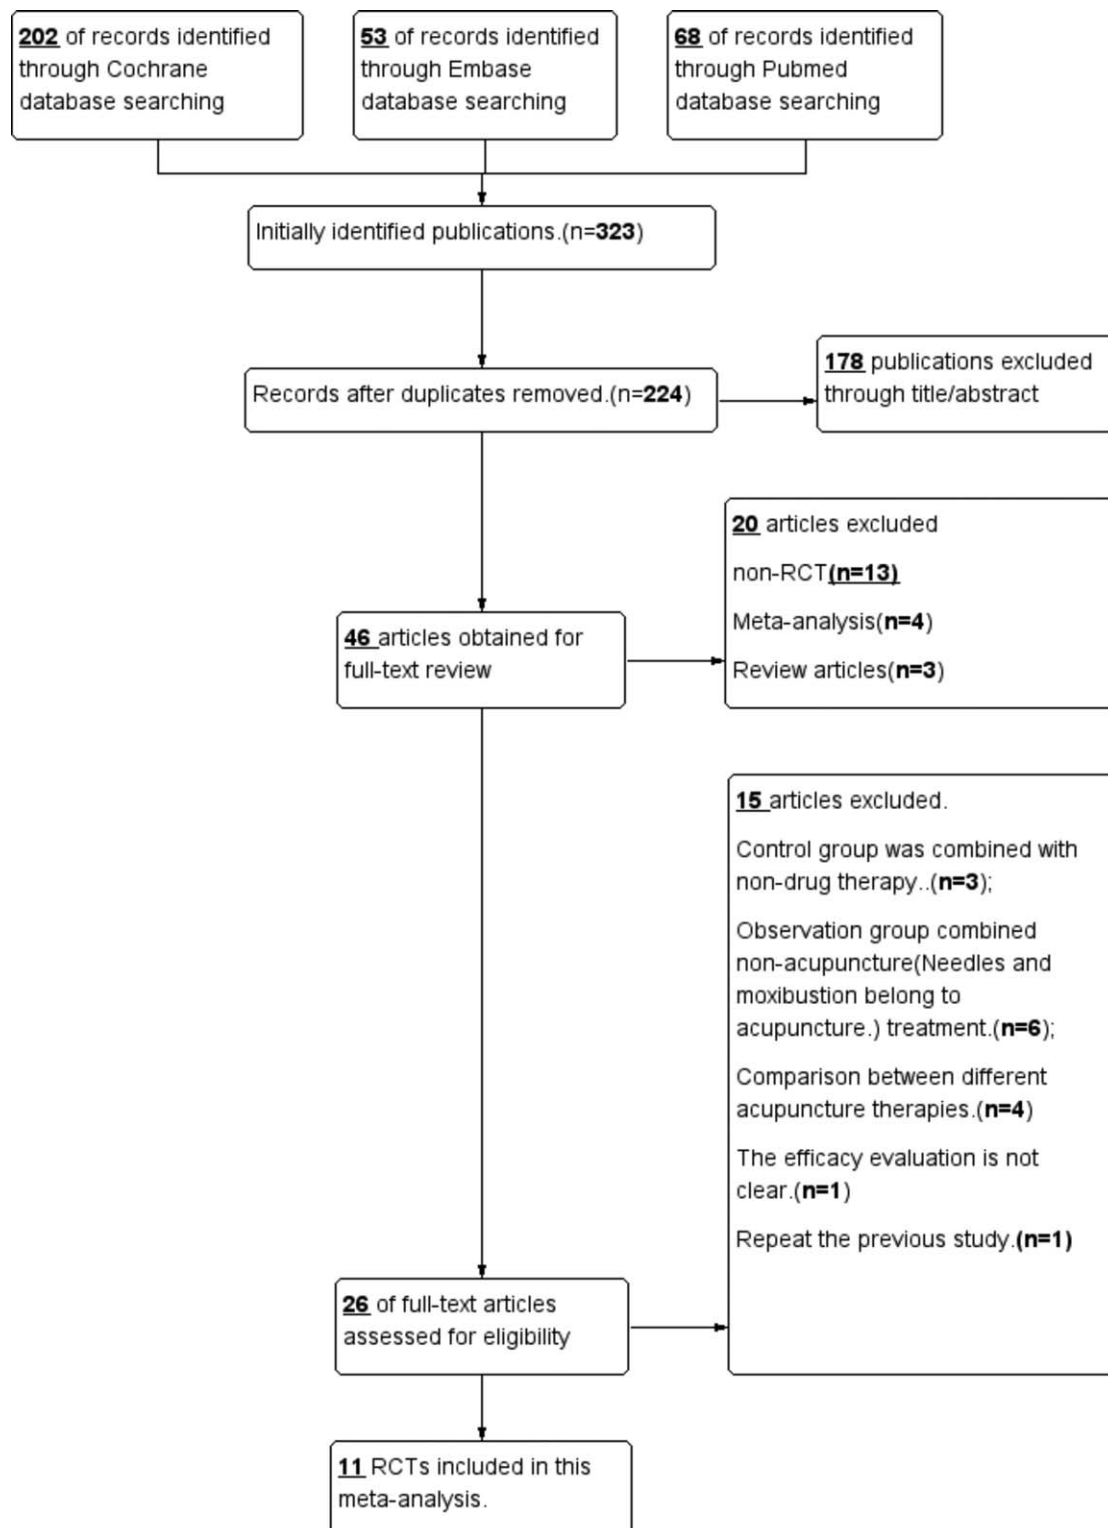 202 of records identified
through Cochrane
database searching
53 of records identified
through Embase
database searching
68 of records identified
through Pubmed
database searching
Initially identified publications.(n=323)
Records after duplicates removed.(n=224)
178 publications excluded
through title/abstract
20 articles excluded
non-RCT(n=13)
Meta-analysis(n=4)
Review articles(n=3)
46 articles obtained for
full-text review
15 articles excluded.
Control group was combined with
non-drug therapy..(n=3);
Observation group combined
non-acupuncture(Needles and
moxibustion belong to
acupuncture.) treatment.(n=6);
Comparison between different
acupuncture therapies.(n=4)
The efficacy evaluation is not
clear.(n=1)
Repeat the previous study.(n=1)
26 of full-text articles
assessed for eligibility
11 RCTs included in this
meta-analysis.